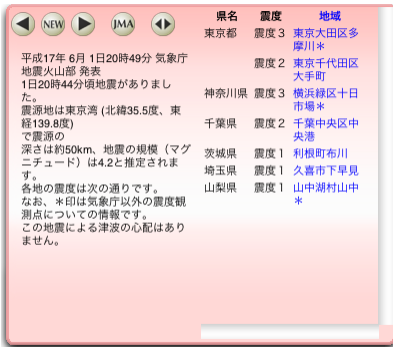 NEW
JMA
平成17年 6月 1日20時49分 気象庁
地震火山部 発表
1日20時44分頃地震がありまし
た。
震源地は東京湾 (北緯35.5度、東
経139.8度)
で震源の
深さは約50km、地震の規模（マグ
ニチュード）は4.2と推定されま
す。
各地の震度は次の通りです。
なお、＊印は気象庁以外の震度観
測点についての情報です。
この地震による津波の心配はあり
ません。
県名 震度 地域
東京都 震度３ 東京大田区多
摩川＊
震度２ 東京千代田区
大手町
神奈川県 震度３ 横浜緑区十日
市場＊
千葉県 震度２ 千葉中央区中
央港
茨城県 震度１ 利根町布川
埼玉県 震度１ 久喜市下早見
山梨県 震度１ 山中湖村山中
＊